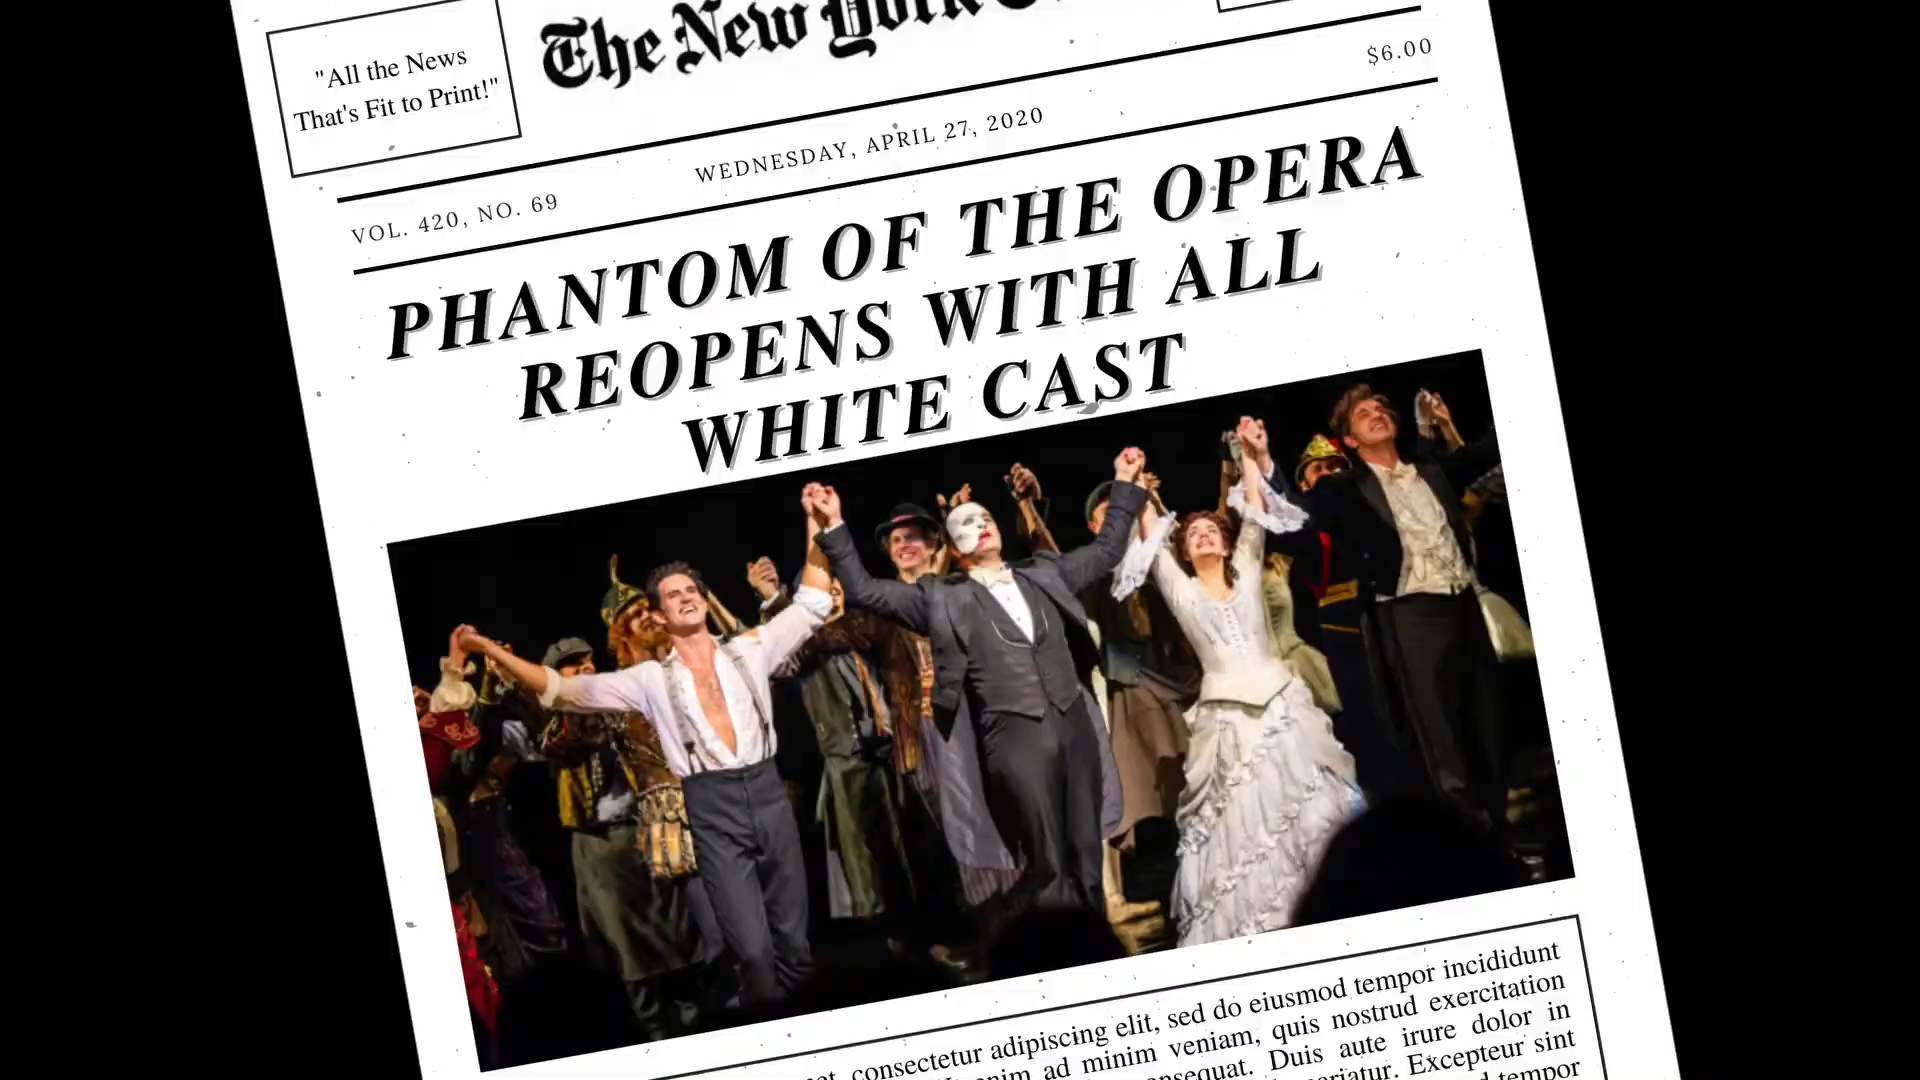 "All the News
That's Fit to Print!"
The New York
$6.00
WEDNESDAY, APRIL 27, 2020
VOL. 420, NO. 69
PHANTOM OF THE OPERA
REOPENS WITH ALL
WHITE CAST
consectetur adipiscing elit, sed do eiusmod tempor incididunt
ad minim veniam, quis nostrud exercitation
Duis aute irure dolor in
Excepteur sint
tempor